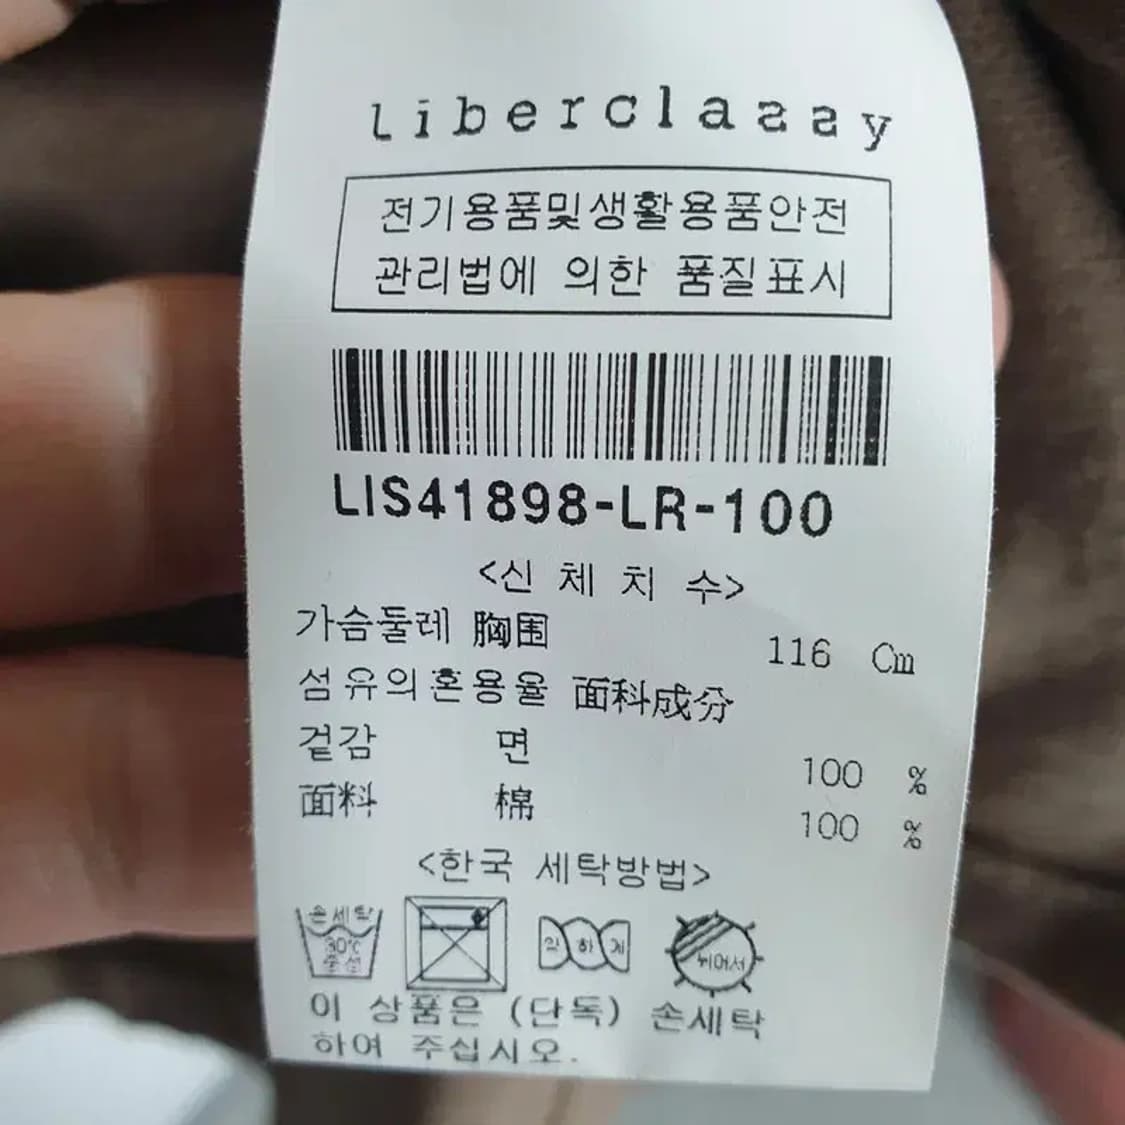 Liberclassy
전기용품및생활용품안전
관리법에 의한 품질표시
LIS41898-LR-100
<신 체 치 수>
가슴둘레 胸围 116 Cm
섬유의혼용율 面科成分
겉감 면 100 %
面料 棉 100 %
<한국 세탁방법>
손세탁
30℃
중성
약하게
뉘어서
이 상품은 (단독) 손세탁
하여 주십시오.